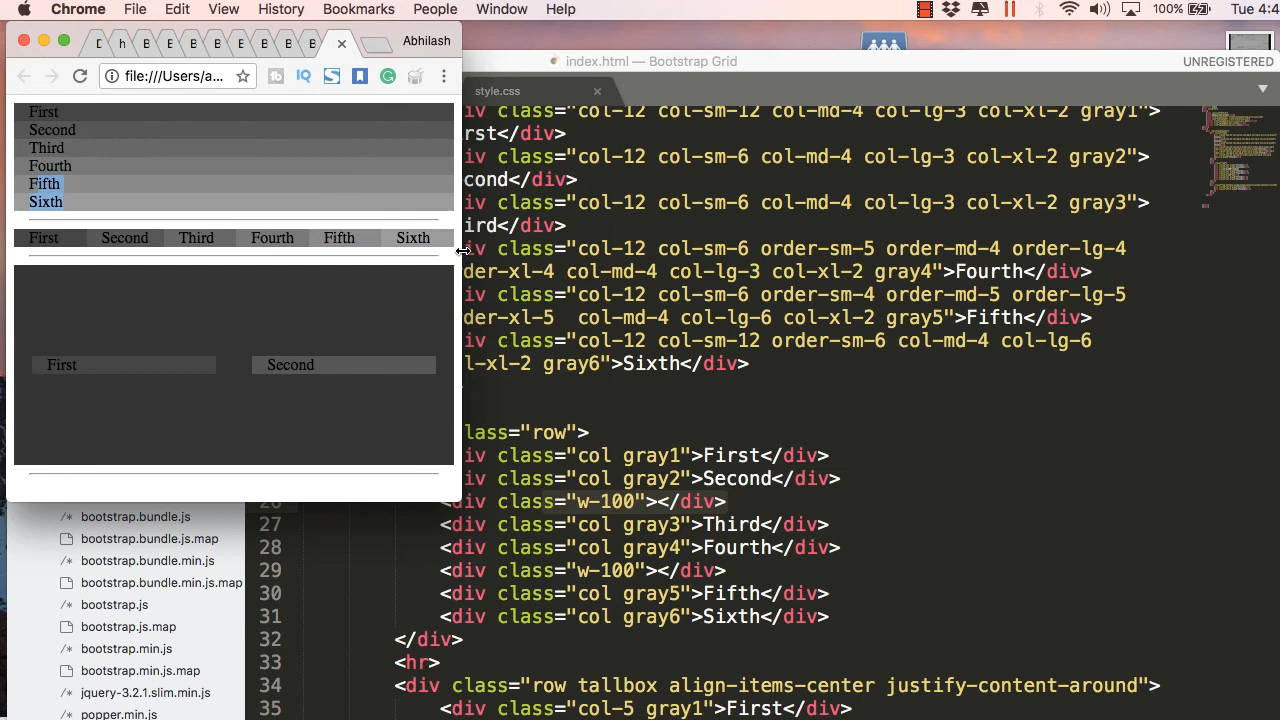 Chrome File Edit View History Bookmarks People Window Help 100% Tue 4:4
D h B B B B B B B B Abhilash
file:///Users/a...
index.html — Bootstrap Grid UNREGISTERED
style.css
First
Second
Third
Fourth
Fifth
Sixth
First Second Third Fourth Fifth Sixth
First Second
iv class="col-12 col-sm-12 col-md-4 col-lg-3 col-xl-2 gray1">
rst</div>
iv class="col-12 col-sm-6 col-md-4 col-lg-3 col-xl-2 gray2">
cond</div>
iv class="col-12 col-sm-6 col-md-4 col-lg-3 col-xl-2 gray3">
ird</div>
iv class="col-12 col-sm-6 order-sm-5 order-md-4 order-lg-4
der-xl-4 col-md-4 col-lg-3 col-xl-2 gray4">Fourth</div>
iv class="col-12 col-sm-6 order-sm-4 order-md-5 order-lg-5
der-xl-5 col-md-4 col-lg-6 col-xl-2 gray5">Fifth</div>
iv class="col-12 col-sm-12 order-sm-6 col-md-4 col-lg-6
l-xl-2 gray6">Sixth</div>
lass="row">
iv class="col gray1">First</div>
iv class="col gray2">Second</div>
26 <div class="w-100"></div>
27 <div class="col gray3">Third</div>
28 <div class="col gray4">Fourth</div>
29 <div class="w-100"></div>
30 <div class="col gray5">Fifth</div>
31 <div class="col gray6">Sixth</div>
32 </div>
33 <hr>
34 <div class="row tallbox align-items-center justify-content-around">
35 <div class="col-5 gray1">First</div>
bootstrap.bundle.js
bootstrap.bundle.js.map
bootstrap.bundle.min.js
bootstrap.bundle.min.js.map
bootstrap.js
bootstrap.js.map
bootstrap.min.js
bootstrap.min.js.map
jquery-3.2.1.slim.min.js
popper.min.js